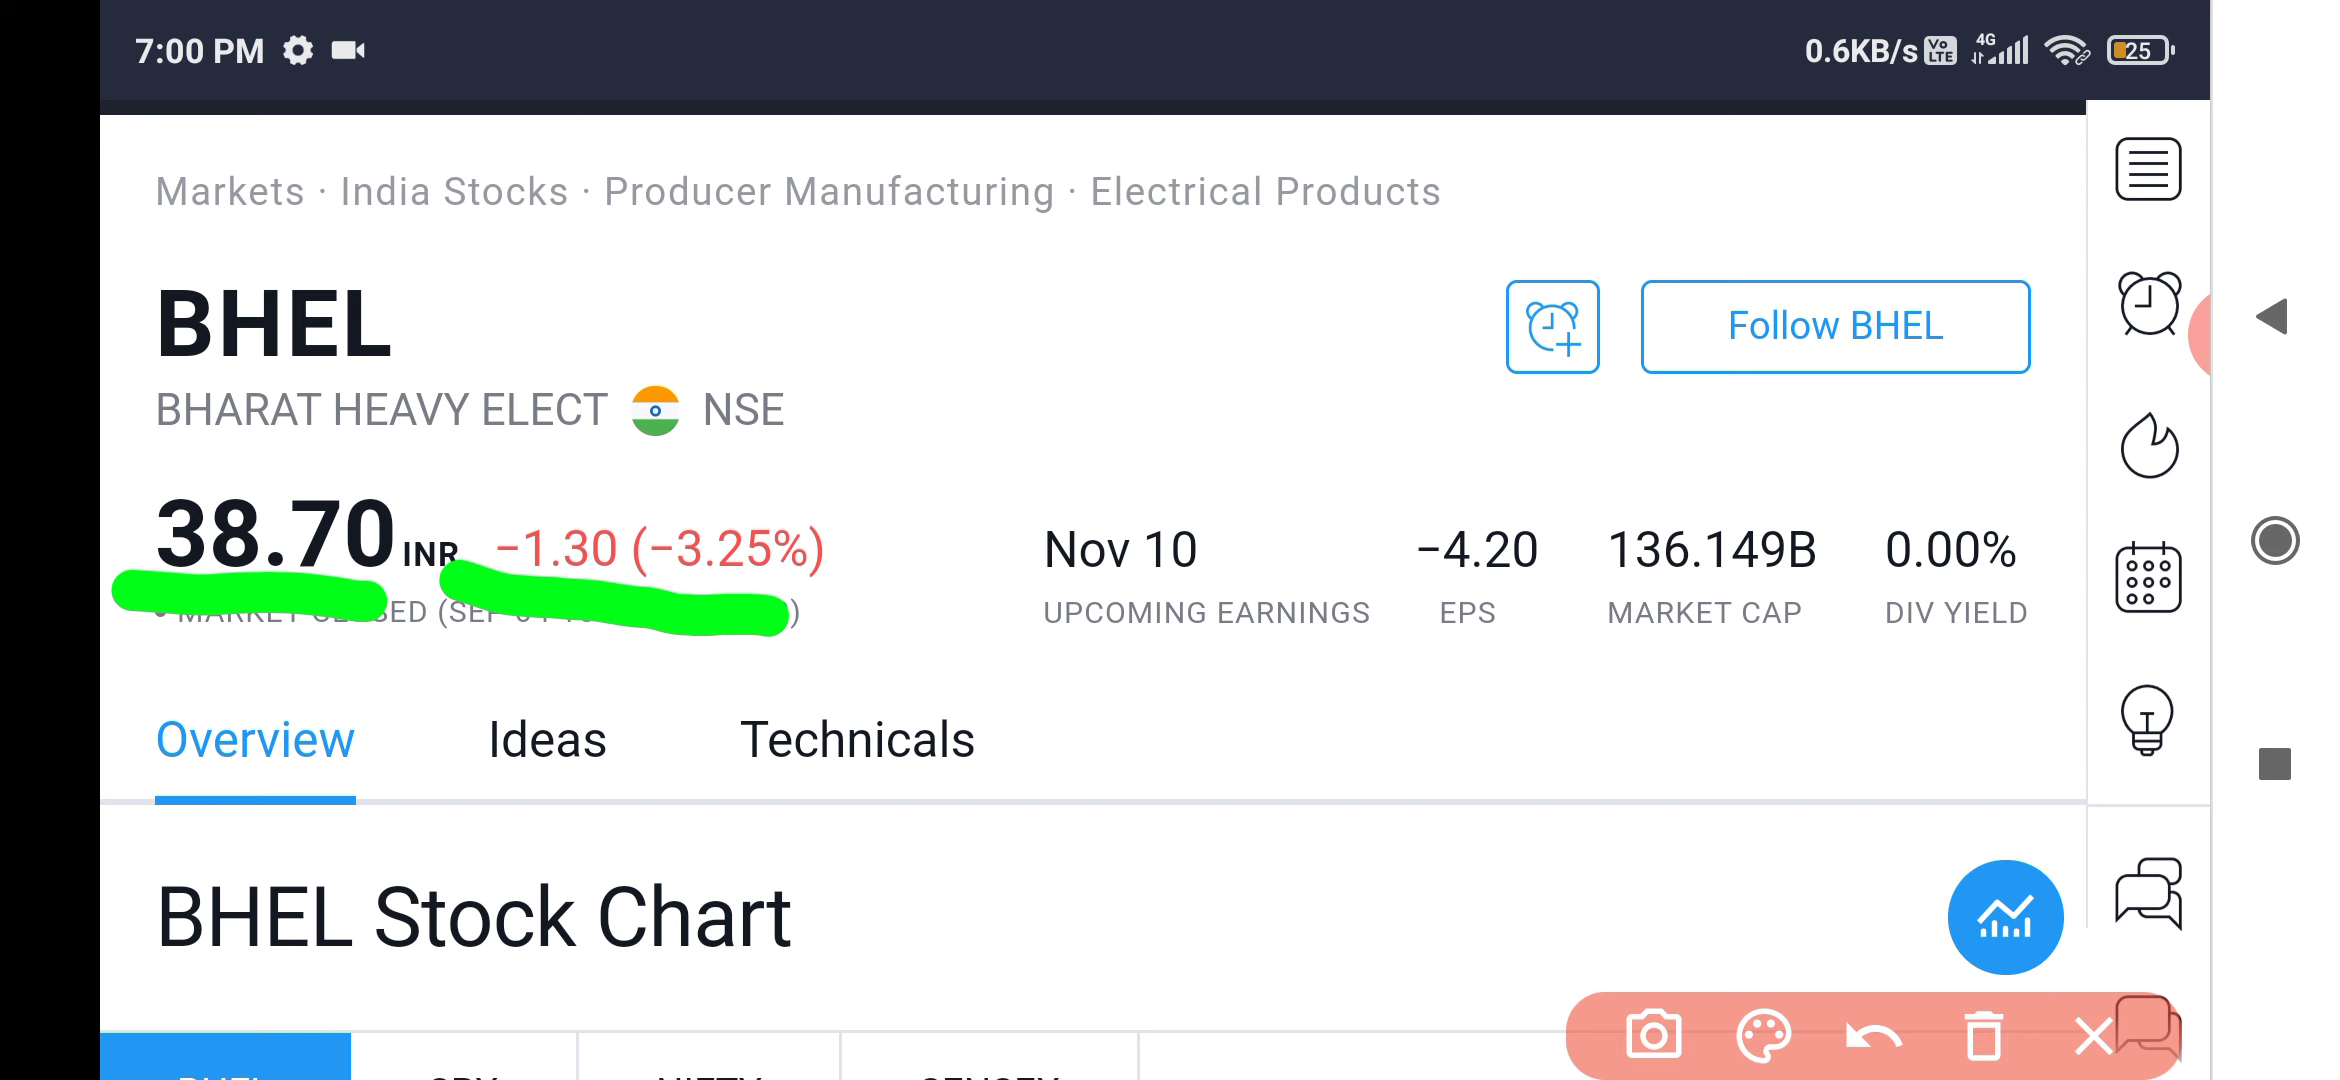 7:00 PM 0.6KB/s Vo LTE 4G 25
Markets · India Stocks · Producer Manufacturing · Electrical Products
BHEL
Follow BHEL
BHARAT HEAVY ELECT NSE
38.70 INR −1.30 (−3.25%)
Nov 10 −4.20 136.149B 0.00%
UPCOMING EARNINGS EPS MARKET CAP DIV YIELD
Overview Ideas Technicals
BHEL Stock Chart